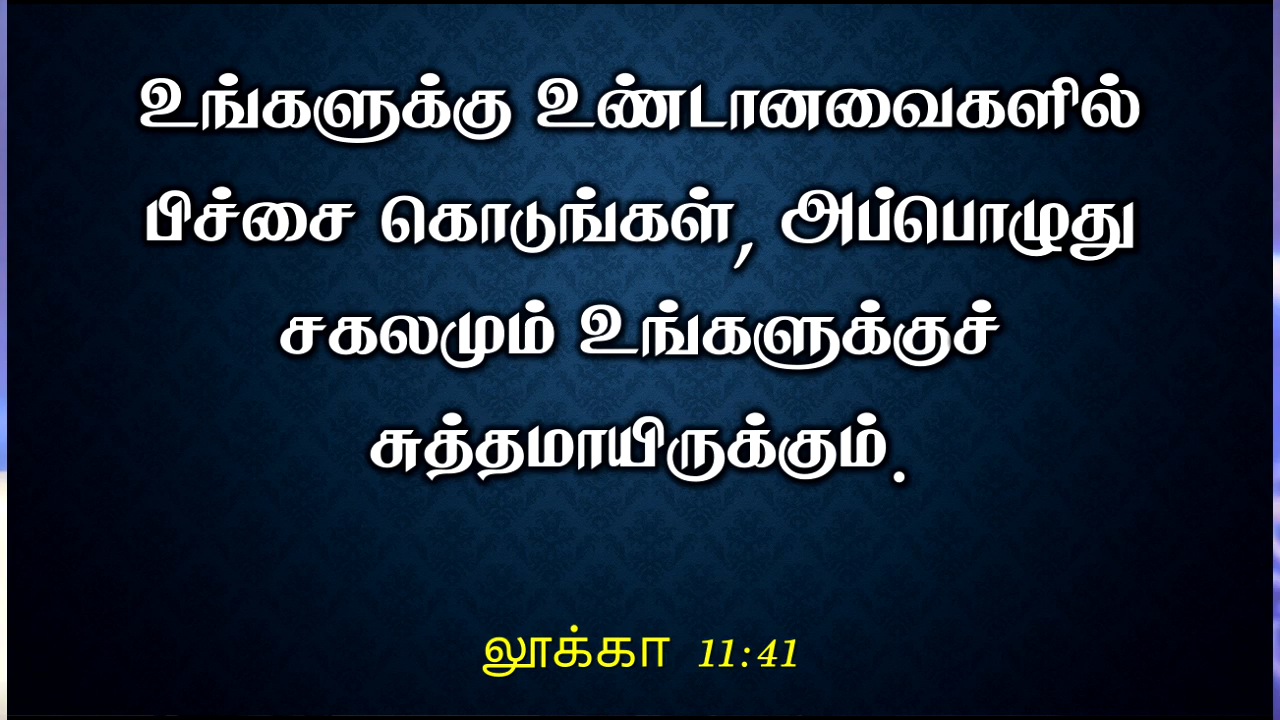 உங்களுக்கு உண்டானவைகளில்
பிச்சை கொடுங்கள், அப்பொழுது
சகலமும் உங்களுக்குச்
சுத்தமாயிருக்கும்.
லூக்கா 11:41